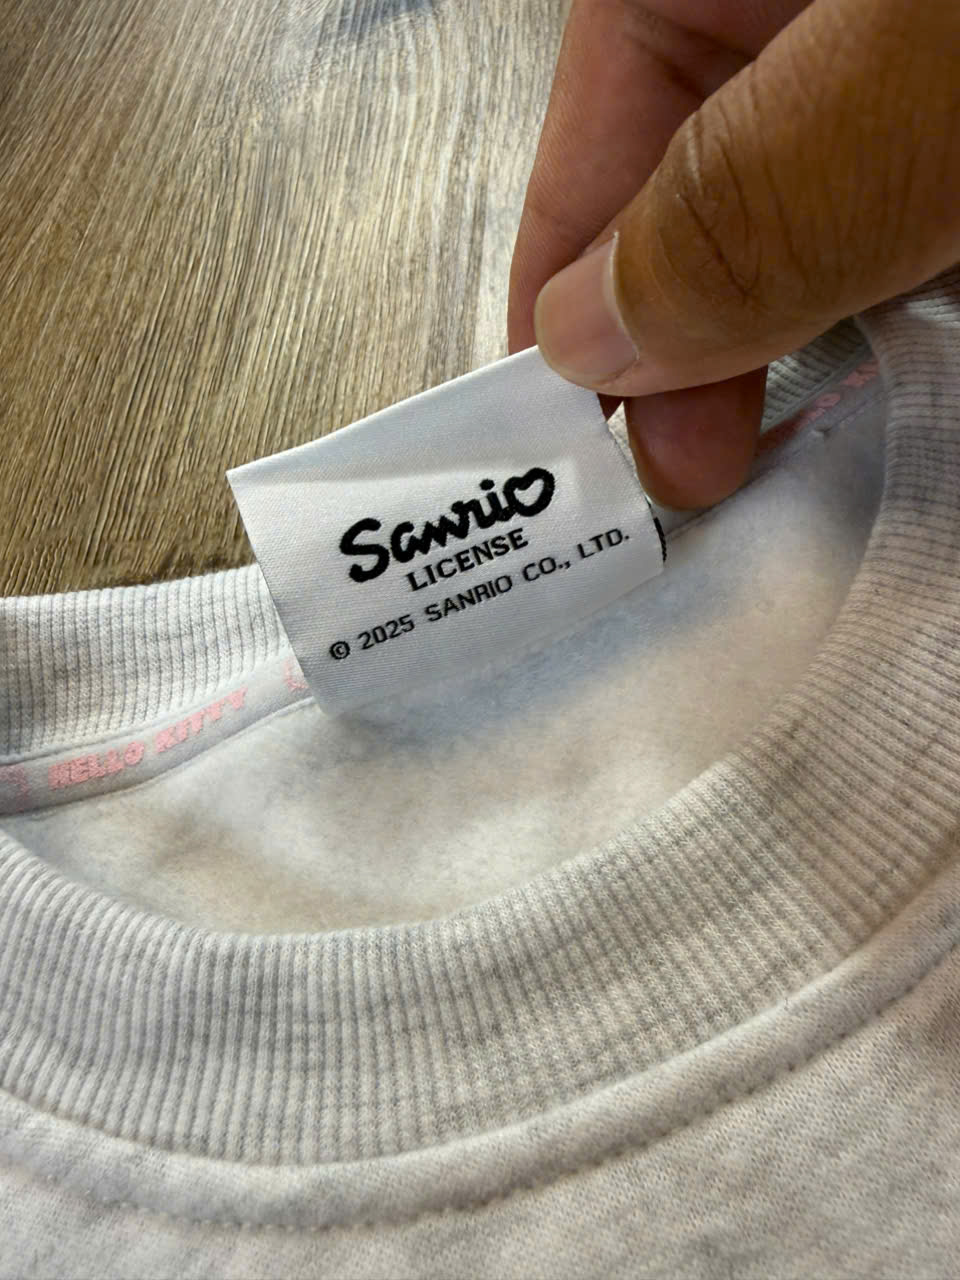 Sanrio
LICENSE
© 2025 SANRIO CO., LTD.
HELLO KITTY